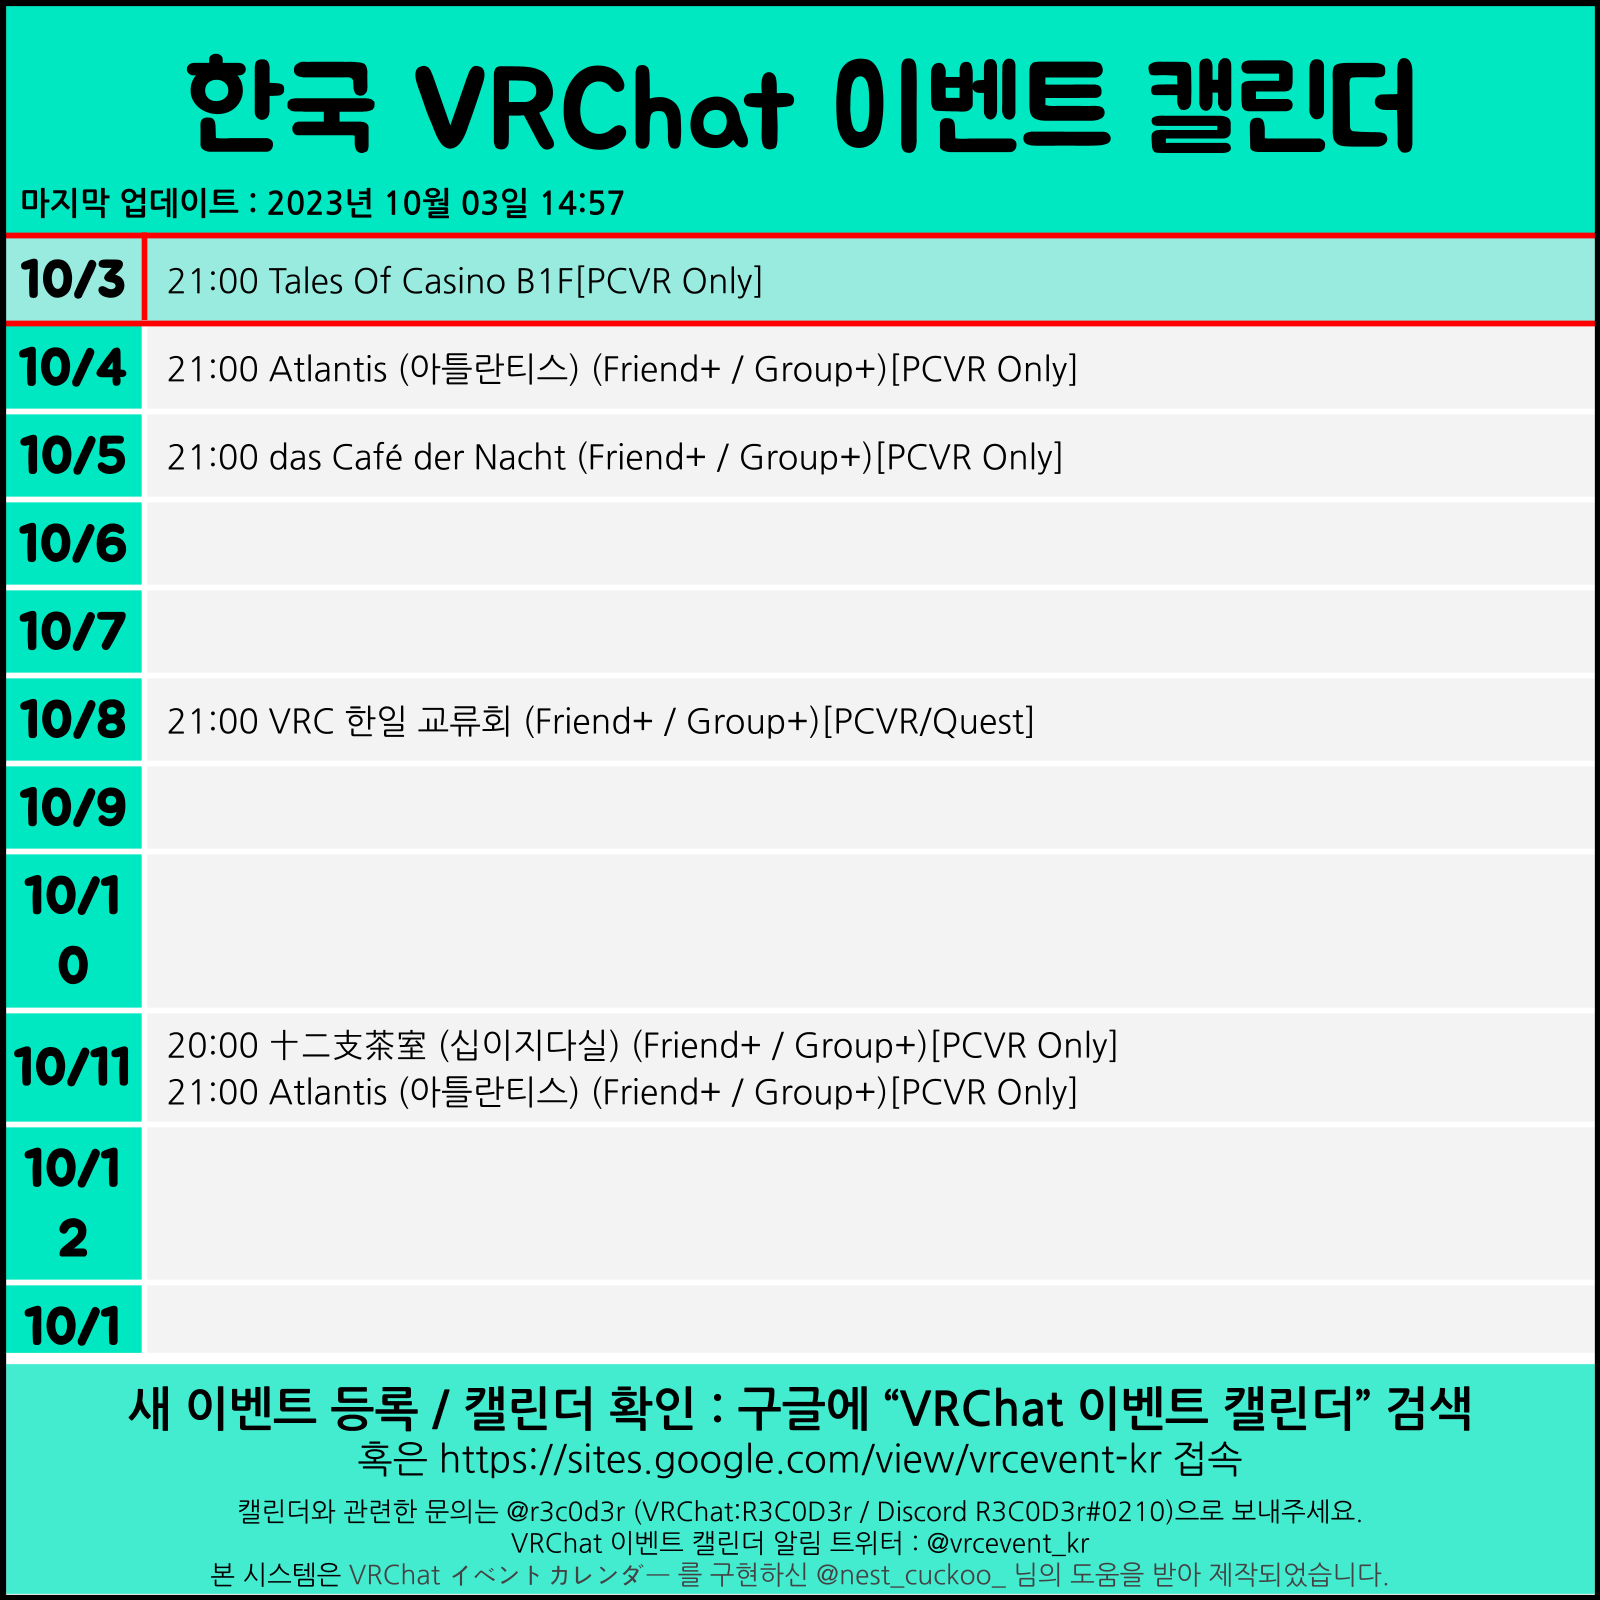 한국 VRChat 이벤트 캘린더
마지막 업데이트 : 2023년 10월 03일 14:57
10/3 21:00 Tales Of Casino B1F[PCVR Only]
10/4 21:00 Atlantis (아틀란티스) (Friend+ / Group+)[PCVR Only]
10/5 21:00 das Café der Nacht (Friend+ / Group+)[PCVR Only]
10/6
10/7
10/8 21:00 VRC 한일 교류회 (Friend+ / Group+)[PCVR/Quest]
10/9
10/1
0
10/11
20:00 十二支茶室 (십이지다실) (Friend+ / Group+)[PCVR Only]
21:00 Atlantis (아틀란티스) (Friend+ / Group+)[PCVR Only]
10/1
2
10/1
새 이벤트 등록 / 캘린더 확인 : 구글에 “VRChat 이벤트 캘린더” 검색
혹은 https://sites.google.com/view/vrcevent-kr 접속
캘린더와 관련한 문의는 @r3c0d3r (VRChat:R3C0D3r / Discord R3C0D3r#0210)으로 보내주세요.
VRChat 이벤트 캘린더 알림 트위터 : @vrcevent_kr
본 시스템은 VRChat イベントカレンダー 를 구현하신 @nest_cuckoo_ 님의 도움을 받아 제작되었습니다.